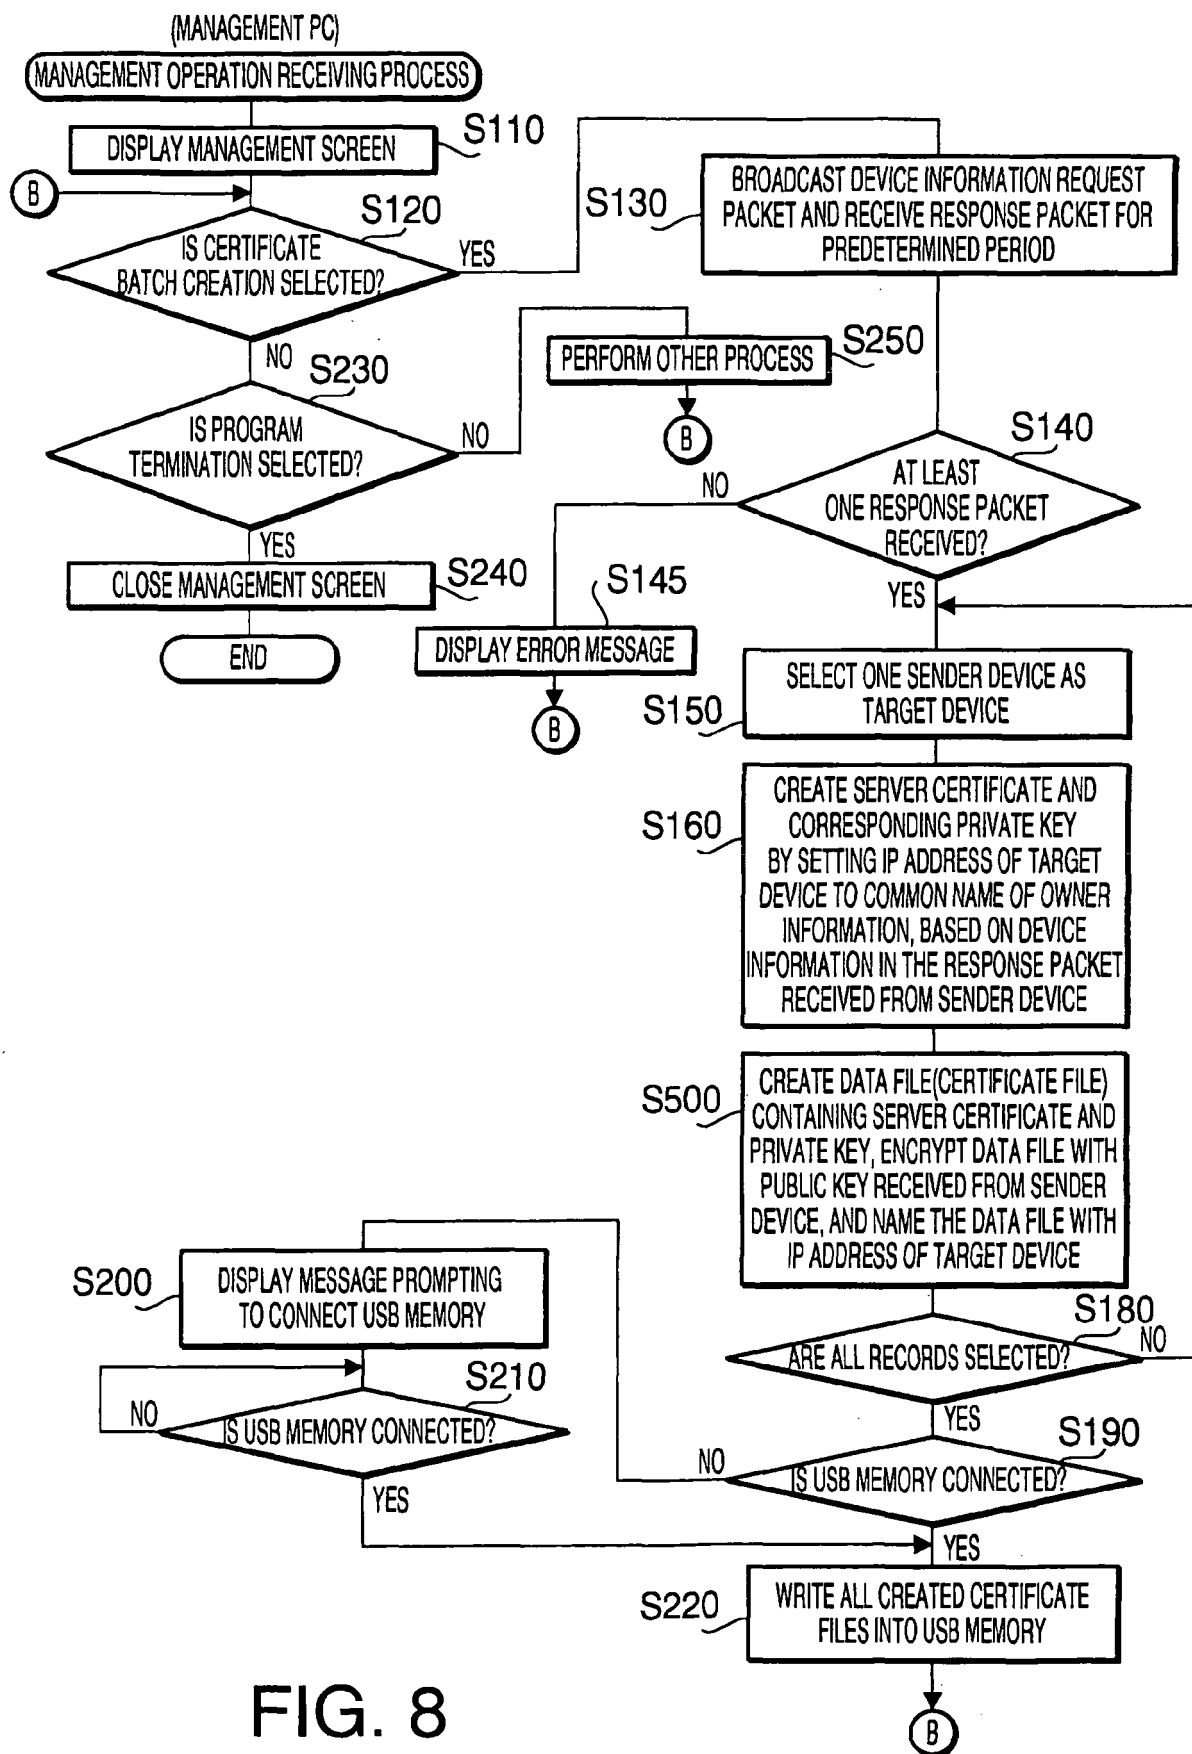 (MANAGEMENT PC)
MANAGEMENT OPERATION RECEIVING PROCESS
DISPLAY MANAGEMENT SCREEN
S110
B
S120
IS CERTIFICATE
BATCH CREATION SELECTED?
YES
NO
S130
BROADCAST DEVICE INFORMATION REQUEST
PACKET AND RECEIVE RESPONSE PACKET FOR
PREDETERMINED PERIOD
S230
IS PROGRAM
TERMINATION SELECTED?
NO
YES
PERFORM OTHER PROCESS
S250
B
S140
AT LEAST
ONE RESPONSE PACKET
RECEIVED?
NO
YES
CLOSE MANAGEMENT SCREEN
S240
END
S145
DISPLAY ERROR MESSAGE
B
S150
SELECT ONE SENDER DEVICE AS
TARGET DEVICE
S160
CREATE SERVER CERTIFICATE AND
CORRESPONDING PRIVATE KEY
BY SETTING IP ADDRESS OF TARGET
DEVICE TO COMMON NAME OF OWNER
INFORMATION, BASED ON DEVICE
INFORMATION IN THE RESPONSE PACKET
RECEIVED FROM SENDER DEVICE
S500
CREATE DATA FILE(CERTIFICATE FILE)
CONTAINING SERVER CERTIFICATE AND
PRIVATE KEY, ENCRYPT DATA FILE WITH
PUBLIC KEY RECEIVED FROM SENDER
DEVICE, AND NAME THE DATA FILE WITH
IP ADDRESS OF TARGET DEVICE
S180
ARE ALL RECORDS SELECTED?
NO
YES
S190
IS USB MEMORY CONNECTED?
NO
YES
S200
DISPLAY MESSAGE PROMPTING
TO CONNECT USB MEMORY
S210
IS USB MEMORY CONNECTED?
NO
YES
S220
WRITE ALL CREATED CERTIFICATE
FILES INTO USB MEMORY
B
FIG. 8